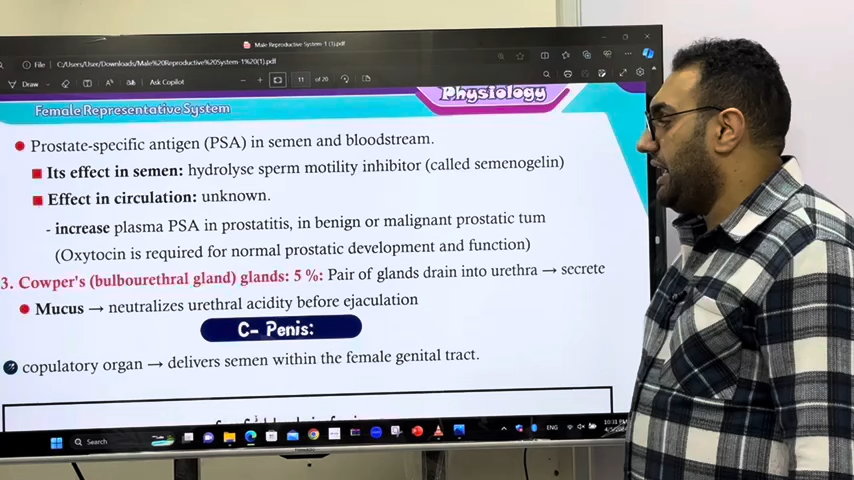 Male Reproductive System-1 (1).pdf
File C:/Users/User/Downloads/Male%20Reproductive%20System-1%20(1).pdf
Draw Ask Copilot 11 of 20
Physiology
Female Representative System
Prostate-specific antigen (PSA) in semen and bloodstream.
Its effect in semen: hydrolyse sperm motility inhibitor (called semenogelin)
Effect in circulation: unknown.
- increase plasma PSA in prostatitis, in benign or malignant prostatic tum
(Oxytocin is required for normal prostatic development and function)
3. Cowper's (bulbourethral gland) glands: 5 %: Pair of glands drain into urethra → secrete
Mucus → neutralizes urethral acidity before ejaculation
C- Penis:
copulatory organ → delivers semen within the female genital tract.
Search
ENG
10:31 PM